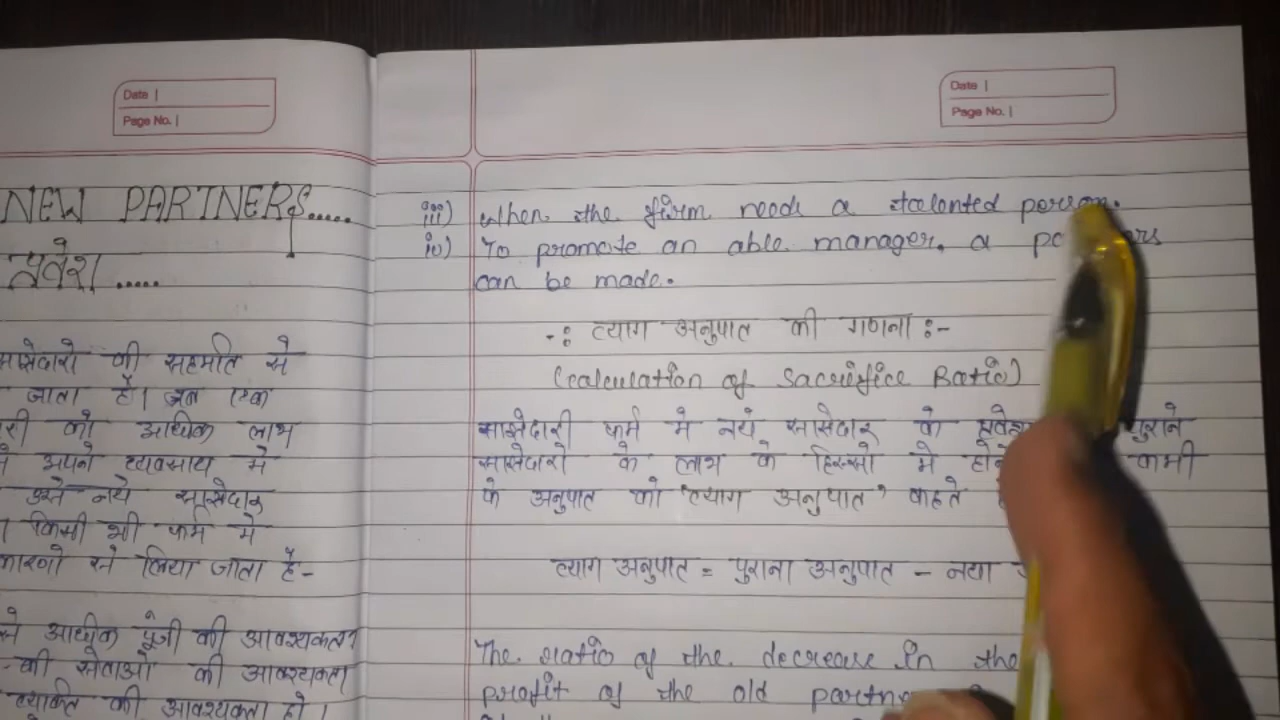 Date |
Page No. |
NEW PARTNERS.....
प्रवेश .....
की सहमति से
जाता है। जब एक
को अधिक लाभ
अपने व्यवसाय मे
नये साझेदार
किसी भी फर्म मे
कारणो से लिया जाता है-
से अधिक पूंजी की आवश्यकता
की सेवाओ की आवश्यकता
व्यक्ति की आवश्यकता हो।
Date |
Page No. |
iii) When the firm needs a talented person.
iv) To promote an able manager, a
can be made.
-: त्याग अनुपात की गणना :-
(Calculation of Sacrifice Ratio)
साझेदारी फर्म मे नये साझेदार के पुराने
साझेदारो के लाभ के हिस्सो मे कमी
के अनुपात को 'त्याग अनुपात' कहते
त्याग अनुपात = पुराना अनुपात - नया
The ratio of the decrease in the
profit of the old